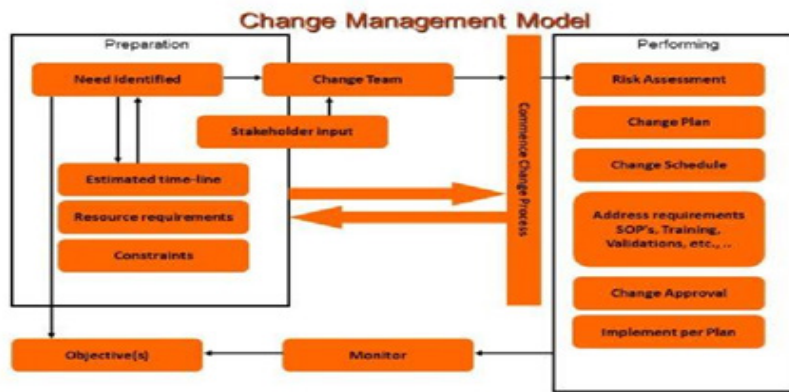 Change Management Model
Preparation
Performing
Need Identified
Change Team
Risk Assessment
Stakeholder input
Change Plan
Commence Change Process
Estimated time-line
Change Schedule
Resource requirements
Address requirements
SOP's, Training,
Validations, etc., ..
Constraints
Change Approval
Implement per Plan
Objective(s)
Monitor